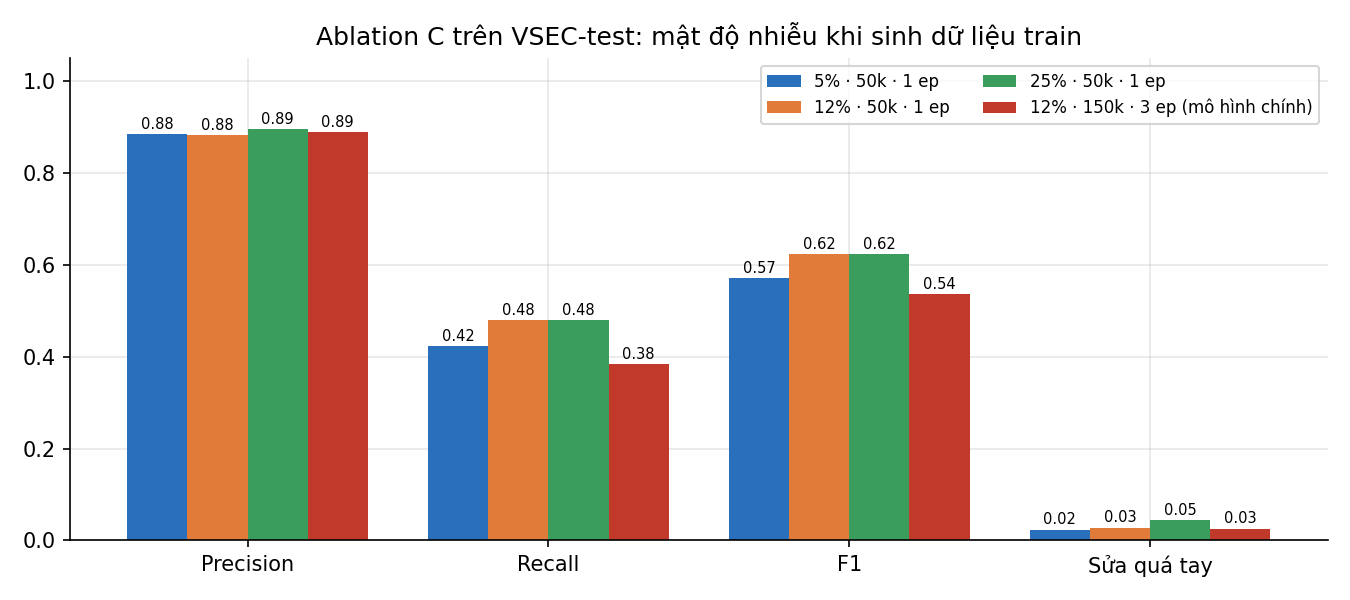 Ablation C trên VSEC-test: mật độ nhiễu khi sinh dữ liệu train
5% · 50k · 1 ep
12% · 50k · 1 ep
25% · 50k · 1 ep
12% · 150k · 3 ep (mô hình chính)
1.0
0.8
0.6
0.4
0.2
0.0
0.88
0.88
0.89
0.89
0.42
0.48
0.48
0.38
0.57
0.62
0.62
0.54
0.02
0.03
0.05
0.03
Precision
Recall
F1
Sửa quá tay